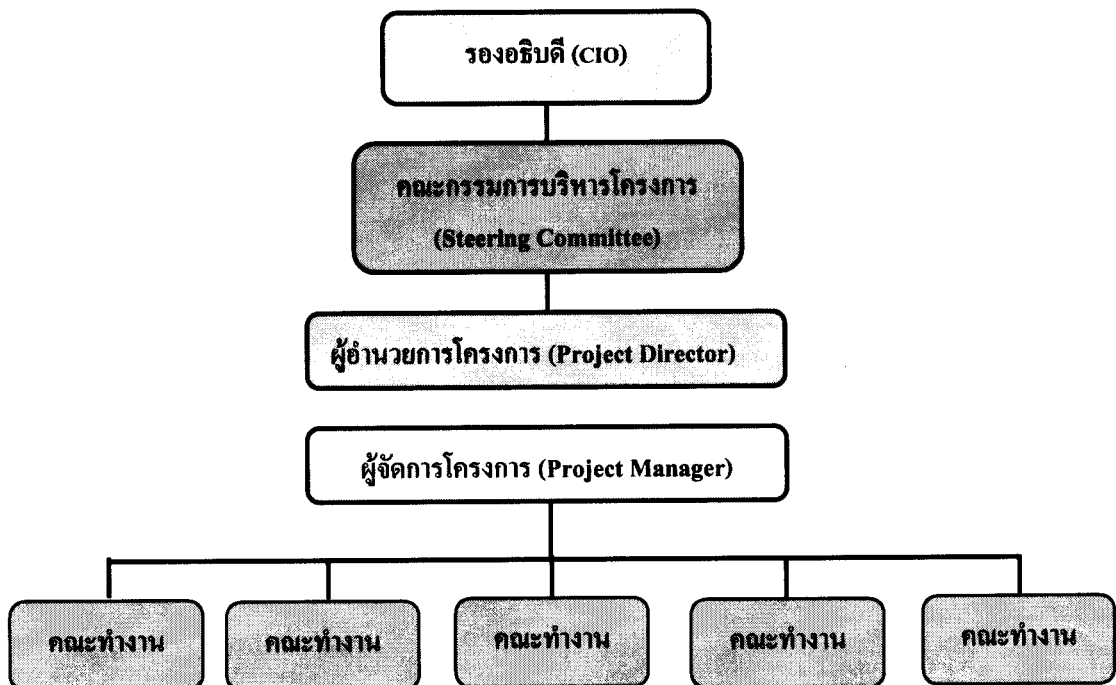 รองอธิบดี (CIO)
คณะกรรมการบริหารโครงการ
(Steering Committee)
ผู้อำนวยการโครงการ (Project Director)
ผู้จัดการโครงการ (Project Manager)
คณะทำงาน
คณะทำงาน
คณะทำงาน
คณะทำงาน
คณะทำงาน